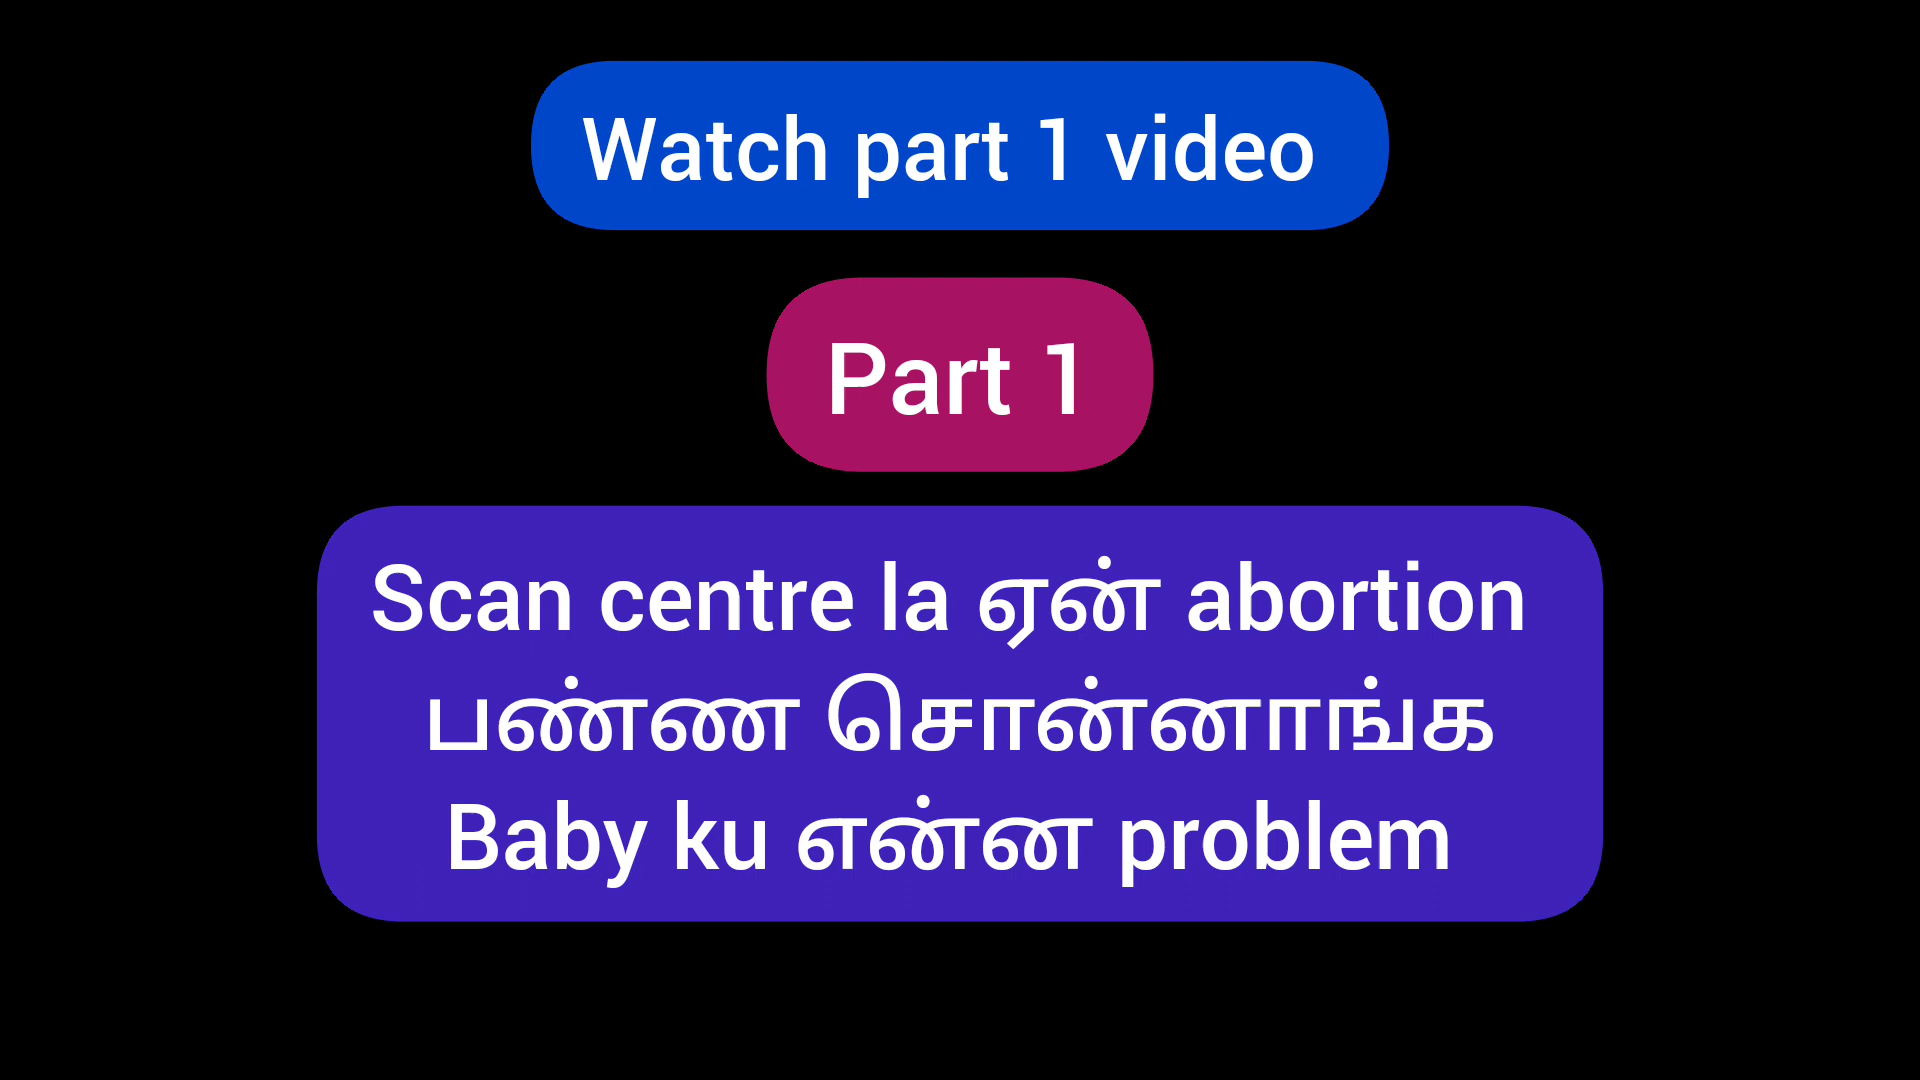 Watch part 1 video
Part 1
Scan centre la ஏன் abortion
பண்ண சொன்னாங்க
Baby ku என்ன problem